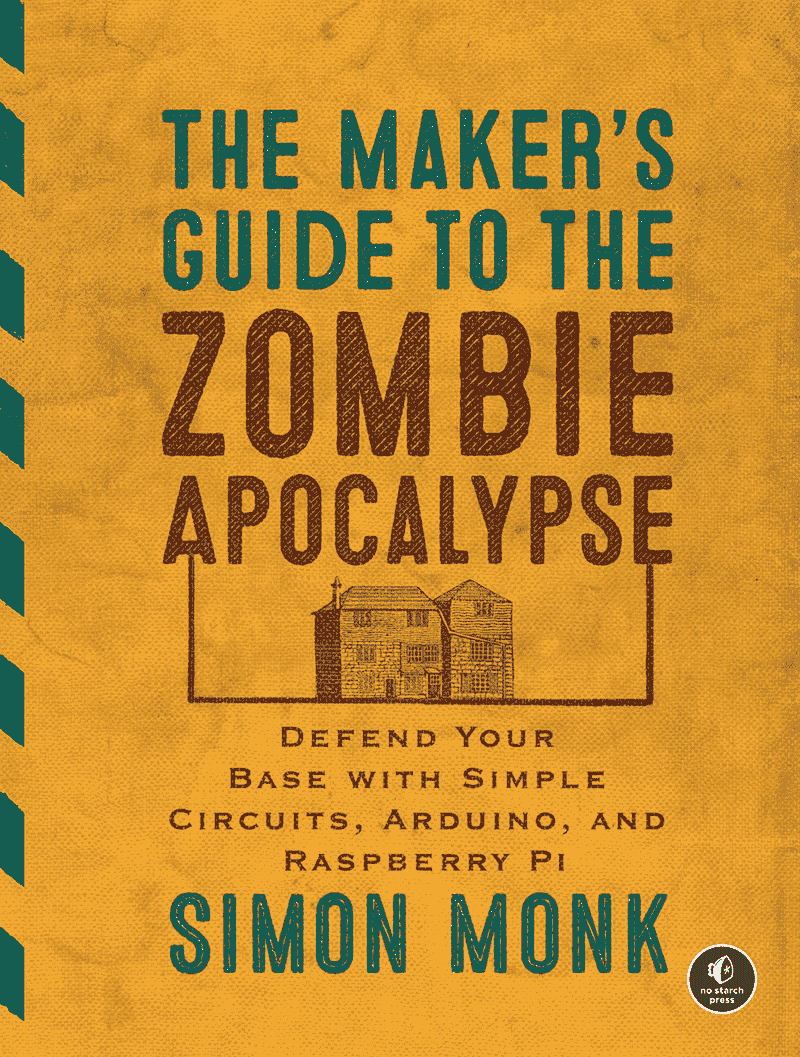 THE MAKER'S
GUIDE TO THE
ZOMBIE
APOCALYPSE
DEFEND YOUR
BASE WITH SIMPLE
CIRCUITS, ARDUINO, AND
RASPBERRY PI
SIMON MONK
no starch
press